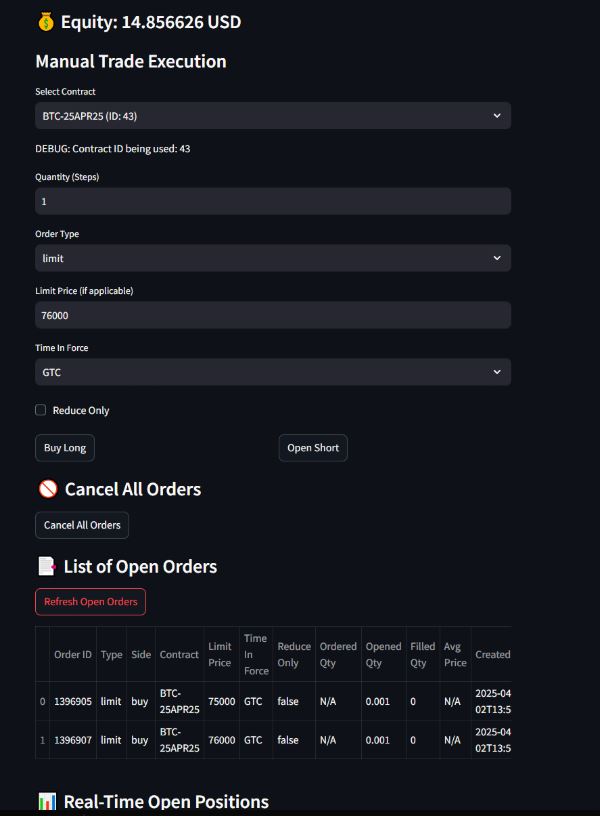 Equity: 14.856626 USD
Manual Trade Execution
Select Contract
BTC-25APR25 (ID: 43)
DEBUG: Contract ID being used: 43
Quantity (Steps)
1
Order Type
limit
Limit Price (if applicable)
76000
Time In Force
GTC
Reduce Only
Buy Long
Open Short
Cancel All Orders
Cancel All Orders
List of Open Orders
Refresh Open Orders
Order ID Type Side Contract Limit Price Time In Force Reduce Only Ordered Qty Opened Qty Filled Qty Avg Price Created
0 1396905 limit buy BTC-25APR25 75000 GTC false N/A 0.001 0 N/A 2025-04 02T13:5
1 1396907 limit buy BTC-25APR25 76000 GTC false N/A 0.001 0 N/A 2025-04 02T13:5
Real-Time Open Positions